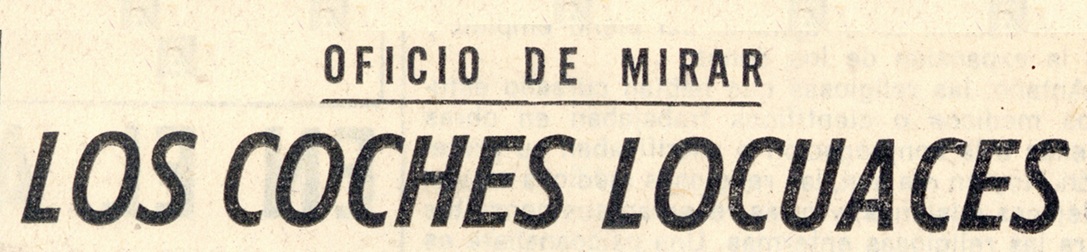 OFICIO DE MIRAR
LOS COCHES LOCUACES